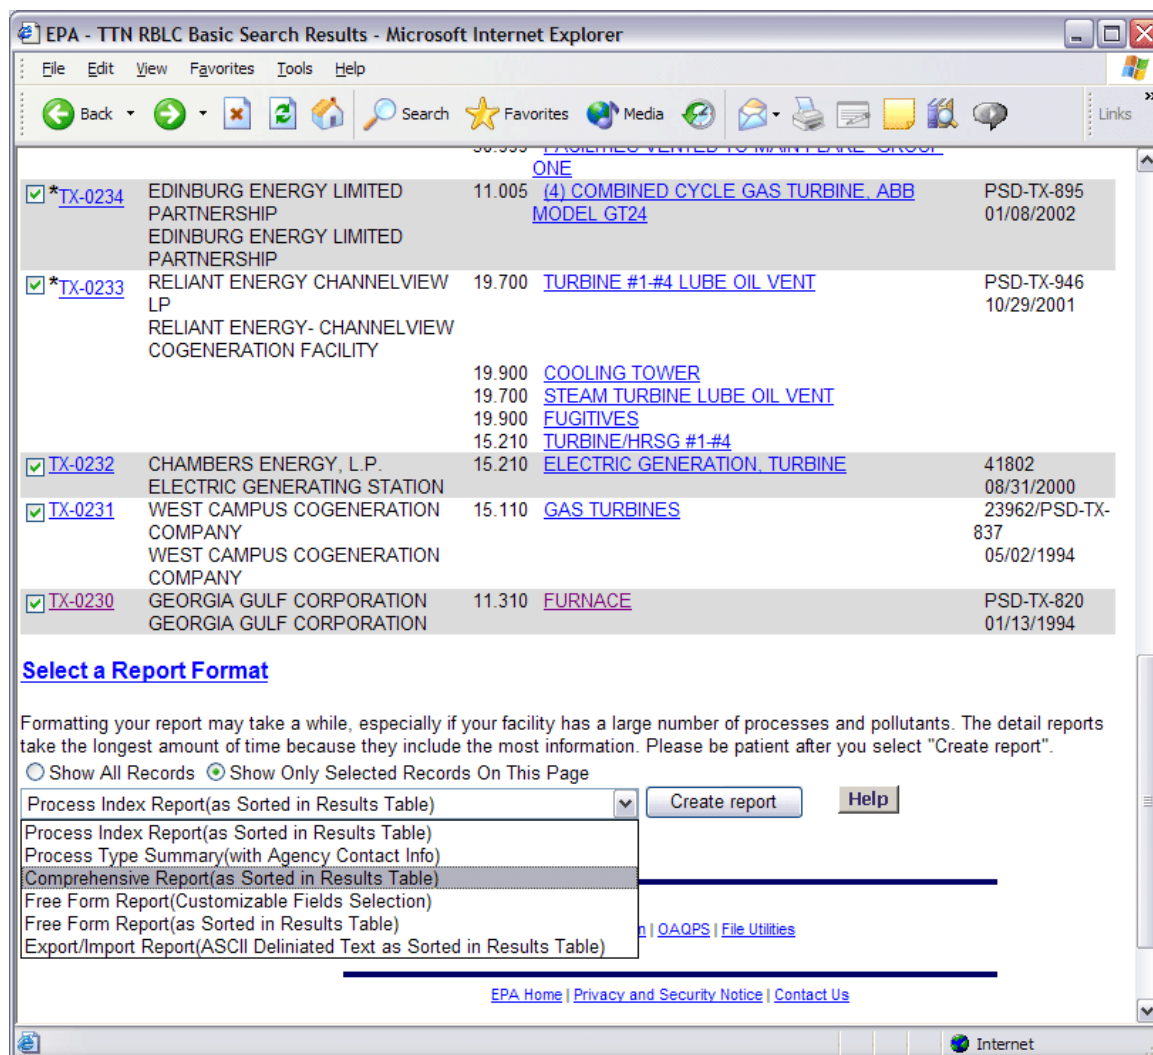 EPA - TTN RBLC Basic Search Results - Microsoft Internet Explorer
File Edit View Favorites Tools Help
Back Search Favorites Media Links »
ONE
*TX-0234 EDINBURG ENERGY LIMITED 11.005 (4) COMBINED CYCLE GAS TURBINE, ABB PSD-TX-895
PARTNERSHIP MODEL GT24 01/08/2002
EDINBURG ENERGY LIMITED
PARTNERSHIP
*TX-0233 RELIANT ENERGY CHANNELVIEW 19.700 TURBINE #1-#4 LUBE OIL VENT PSD-TX-946
LP 10/29/2001
RELIANT ENERGY- CHANNELVIEW
COGENERATION FACILITY
19.900 COOLING TOWER
19.700 STEAM TURBINE LUBE OIL VENT
19.900 FUGITIVES
15.210 TURBINE/HRSG #1-#4
TX-0232 CHAMBERS ENERGY, L.P. 15.210 ELECTRIC GENERATION, TURBINE 41802
ELECTRIC GENERATING STATION 08/31/2000
TX-0231 WEST CAMPUS COGENERATION 15.110 GAS TURBINES 23962/PSD-TX-
COMPANY 837
WEST CAMPUS COGENERATION 05/02/1994
COMPANY
TX-0230 GEORGIA GULF CORPORATION 11.310 FURNACE PSD-TX-820
GEORGIA GULF CORPORATION 01/13/1994
Select a Report Format
Formatting your report may take a while, especially if your facility has a large number of processes and pollutants. The detail reports
take the longest amount of time because they include the most information. Please be patient after you select "Create report".
Show All Records Show Only Selected Records On This Page
Process Index Report(as Sorted in Results Table) Create report Help
Process Index Report(as Sorted in Results Table)
Process Type Summary(with Agency Contact Info)
Comprehensive Report(as Sorted in Results Table)
Free Form Report(Customizable Fields Selection)
Free Form Report(as Sorted in Results Table)
| OAQPS | File Utilities
Export/Import Report(ASCII Deliniated Text as Sorted in Results Table)
EPA Home | Privacy and Security Notice | Contact Us
Internet